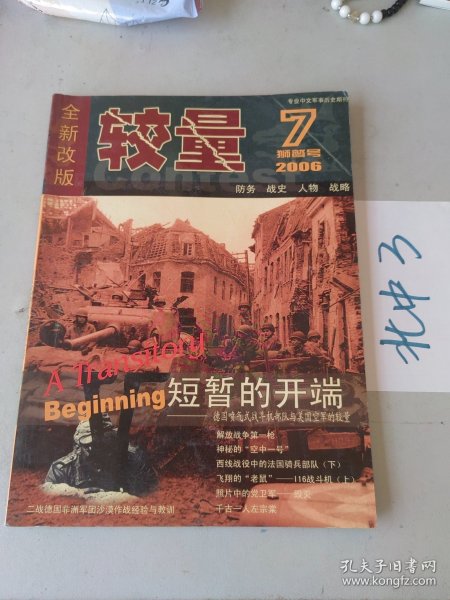 全新改版
专业中文军事历史期刊
较量
Contest
7
狮鹫号
2006
防务 战史 人物 战略
A Transitory
Beginning
短暂的开端
——德国喷气式战斗机部队与美国空军的较量
解放战争第一枪
神秘的“空中一号”
西线战役中的法国骑兵部队(下)
飞翔的“老鼠”——I16战斗机(上)
照片中的党卫军——毁灭
千古一人左宗棠
二战德国非洲军团沙漠作战经验与教训
北中3
孔夫子旧书网
www.kongfz.com